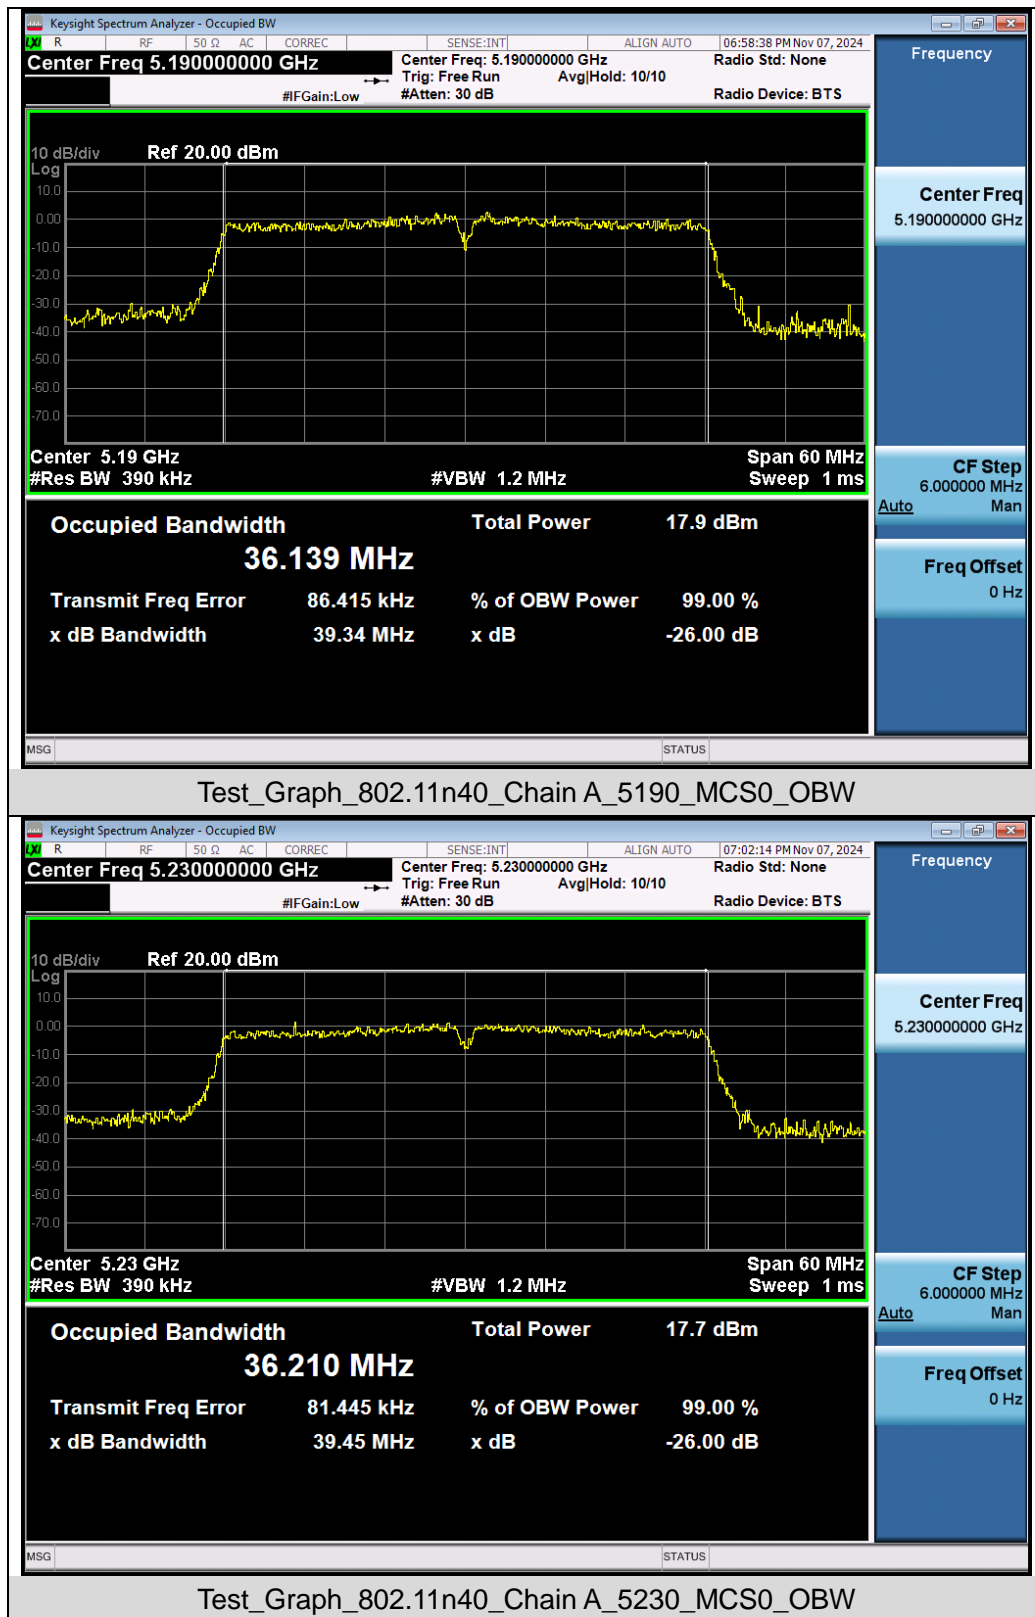 Keysight Spectrum Analyzer - Occupied BW
LXI R RF 50 Ω AC CORREC SENSE:INT ALIGN AUTO 06:58:38 PM Nov 07, 2024
Center Freq 5.190000000 GHz
Center Freq: 5.190000000 GHz Radio Std: None
Trig: Free Run Avg|Hold: 10/10
#IFGain:Low #Atten: 30 dB Radio Device: BTS
10 dB/div Ref 20.00 dBm
Log
10.0
0.00
-10.0
-20.0
-30.0
-40.0
-50.0
-60.0
-70.0
Center 5.19 GHz Span 60 MHz
#Res BW 390 kHz #VBW 1.2 MHz Sweep 1 ms
Occupied Bandwidth Total Power 17.9 dBm
36.139 MHz
Transmit Freq Error 86.415 kHz % of OBW Power 99.00 %
x dB Bandwidth 39.34 MHz x dB -26.00 dB
MSG STATUS
Frequency
Center Freq
5.190000000 GHz
CF Step
6.000000 MHz
Auto Man
Freq Offset
0 Hz
Test_Graph_802.11n40_Chain A_5190_MCS0_OBW
Keysight Spectrum Analyzer - Occupied BW
LXI R RF 50 Ω AC CORREC SENSE:INT ALIGN AUTO 07:02:14 PM Nov 07, 2024
Center Freq 5.230000000 GHz
Center Freq: 5.230000000 GHz Radio Std: None
Trig: Free Run Avg|Hold: 10/10
#IFGain:Low #Atten: 30 dB Radio Device: BTS
10 dB/div Ref 20.00 dBm
Log
10.0
0.00
-10.0
-20.0
-30.0
-40.0
-50.0
-60.0
-70.0
Center 5.23 GHz Span 60 MHz
#Res BW 390 kHz #VBW 1.2 MHz Sweep 1 ms
Occupied Bandwidth Total Power 17.7 dBm
36.210 MHz
Transmit Freq Error 81.445 kHz % of OBW Power 99.00 %
x dB Bandwidth 39.45 MHz x dB -26.00 dB
MSG STATUS
Frequency
Center Freq
5.230000000 GHz
CF Step
6.000000 MHz
Auto Man
Freq Offset
0 Hz
Test_Graph_802.11n40_Chain A_5230_MCS0_OBW